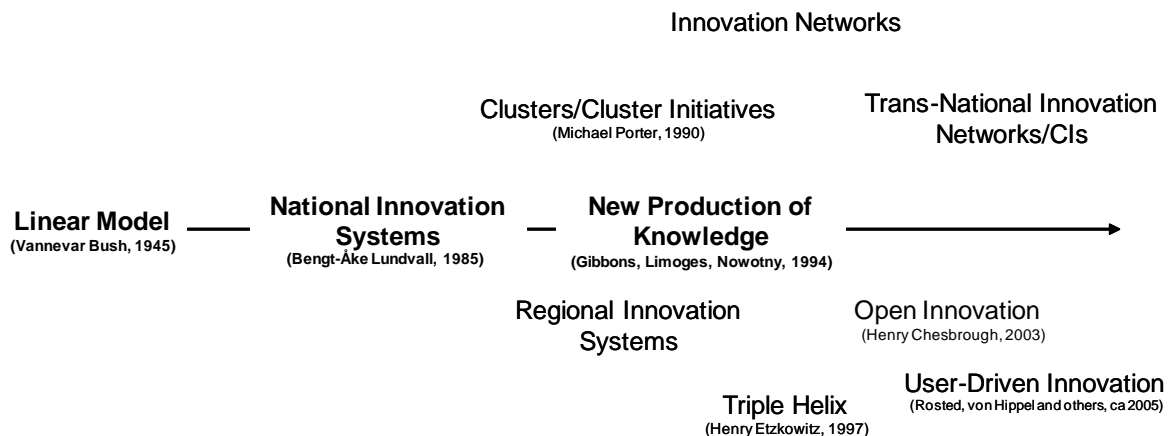 Innovation Networks
Clusters/Cluster Initiatives
(Michael Porter, 1990)
Trans-National Innovation
Networks/CIs
Linear Model
(Vannevar Bush, 1945)
National Innovation
Systems
(Bengt-Åke Lundvall, 1985)
New Production of
Knowledge
(Gibbons, Limoges, Nowotny, 1994)
Regional Innovation
Systems
Open Innovation
(Henry Chesbrough, 2003)
Triple Helix
(Henry Etzkowitz, 1997)
User-Driven Innovation
(Rosted, von Hippel and others, ca 2005)